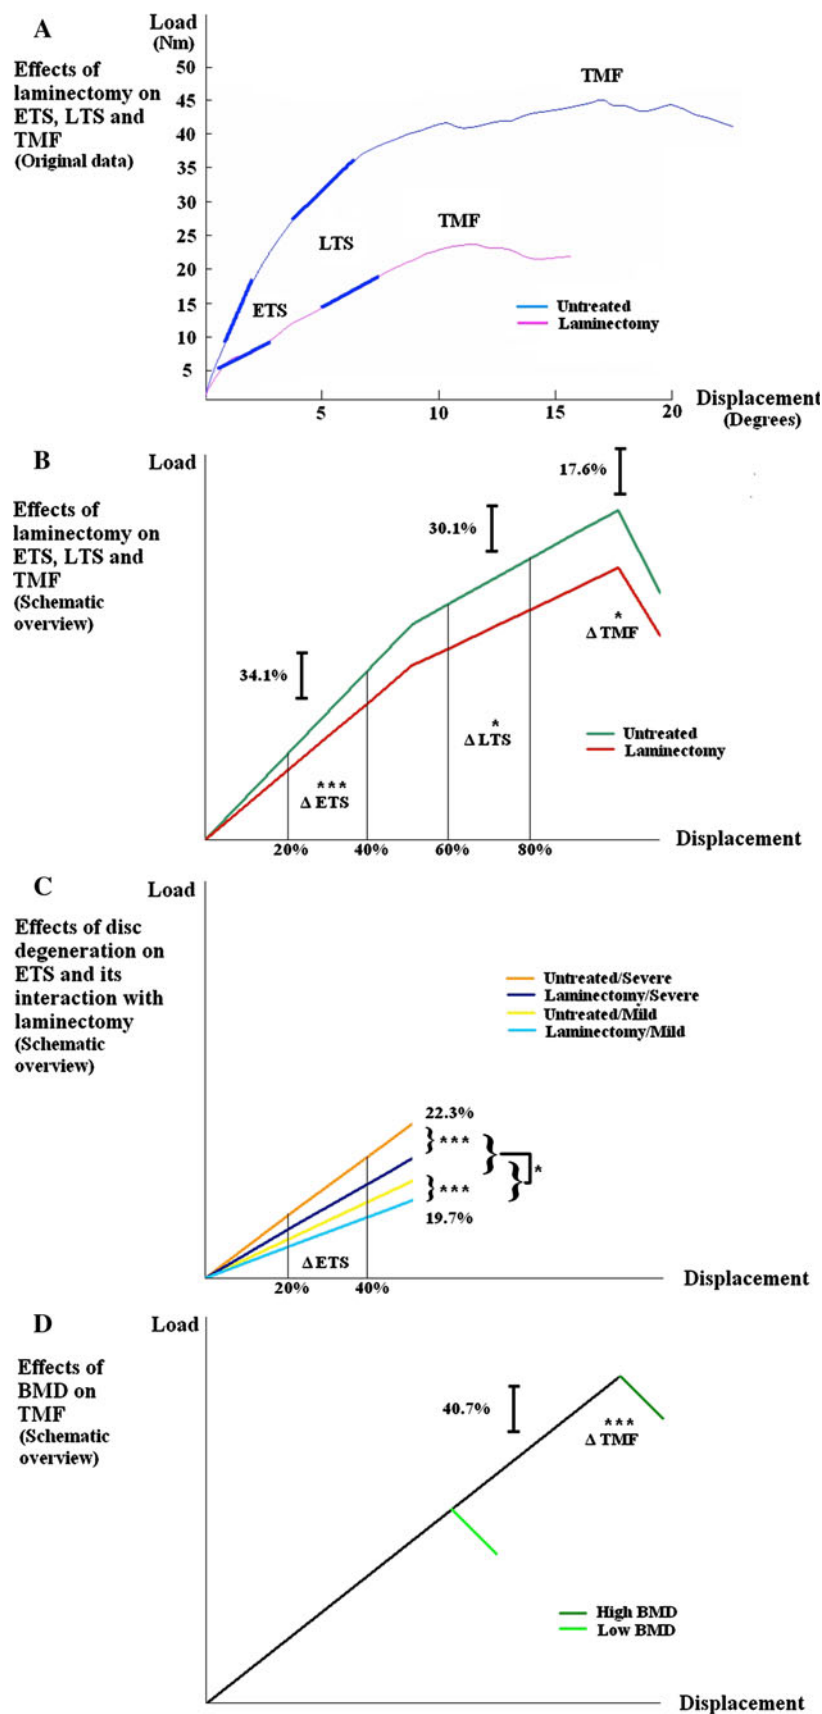 A
Effects of
laminectomy on
ETS, LTS and
TMF
(Original data)
Load
(Nm)
50
45
40
35
30
25
20
15
10
5
TMF
TMF
LTS
ETS
Untreated
Laminectomy
5
10
15
20
Displacement
(Degrees)
B
Effects of
laminectomy on
ETS, LTS and
TMF
(Schematic
overview)
Load
17.6%
30.1%
34.1%
*
Δ TMF
*
Δ LTS
***
Δ ETS
Untreated
Laminectomy
20%
40%
60%
80%
Displacement
C
Effects of disc
degeneration on
ETS and its
interaction with
laminectomy
(Schematic
overview)
Load
Untreated/Severe
Laminectomy/Severe
Untreated/Mild
Laminectomy/Mild
22.3%
} ***
} *
} ***
}
19.7%
Δ ETS
20%
40%
Displacement
D
Effects of
BMD on
TMF
(Schematic
overview)
Load
40.7%
***
Δ TMF
High BMD
Low BMD
Displacement